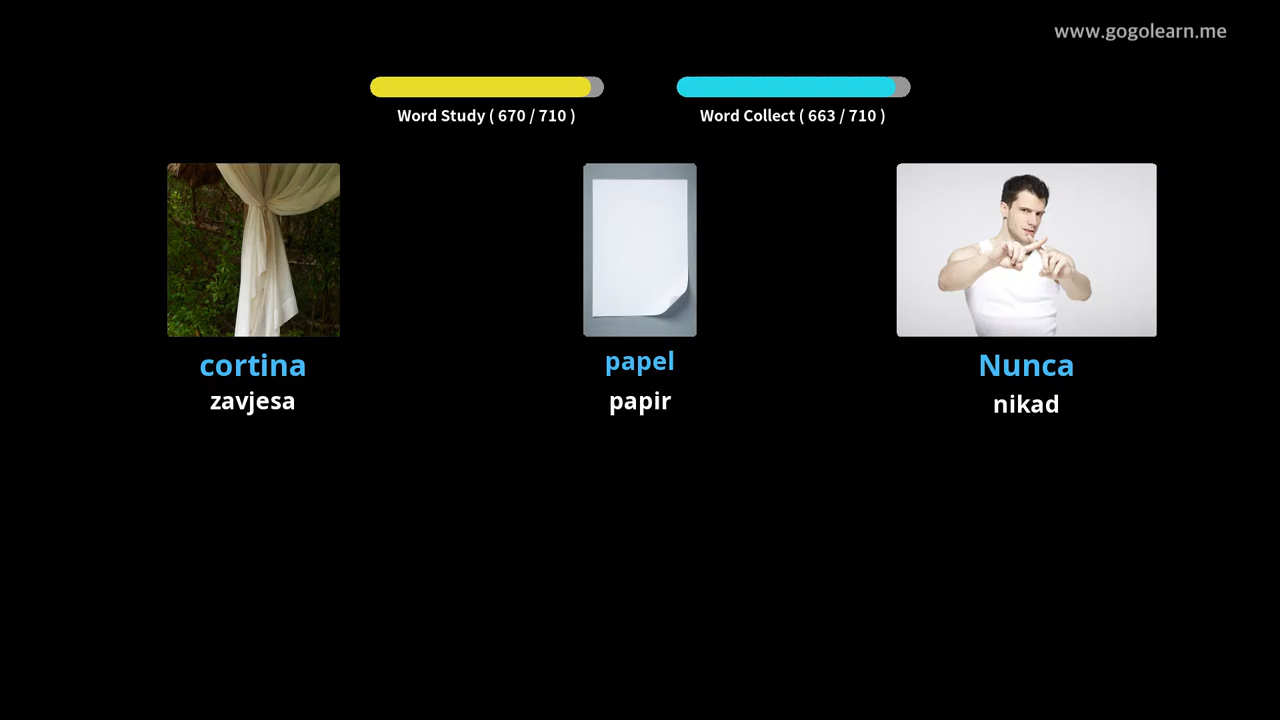 www.gogolearn.me
Word Study ( 670 / 710 )
Word Collect ( 663 / 710 )
cortina
zavjesa
papel
papir
Nunca
nikad